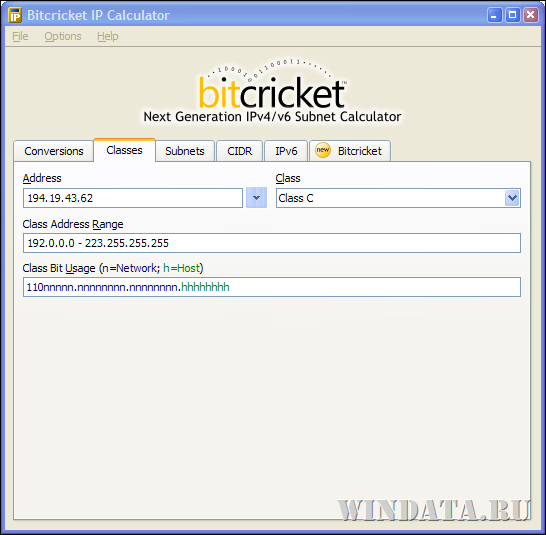 Bitcricket IP Calculator
File Options Help
1000101100011
bitcricket™
Next Generation IPv4/v6 Subnet Calculator
Conversions Classes Subnets CIDR IPv6 new Bitcricket
Address Class
194.19.43.62 Class C
Class Address Range
192.0.0.0 - 223.255.255.255
Class Bit Usage (n=Network; h=Host)
110nnnnn.nnnnnnnn.nnnnnnnn.hhhhhhhh
WINDATA.RU